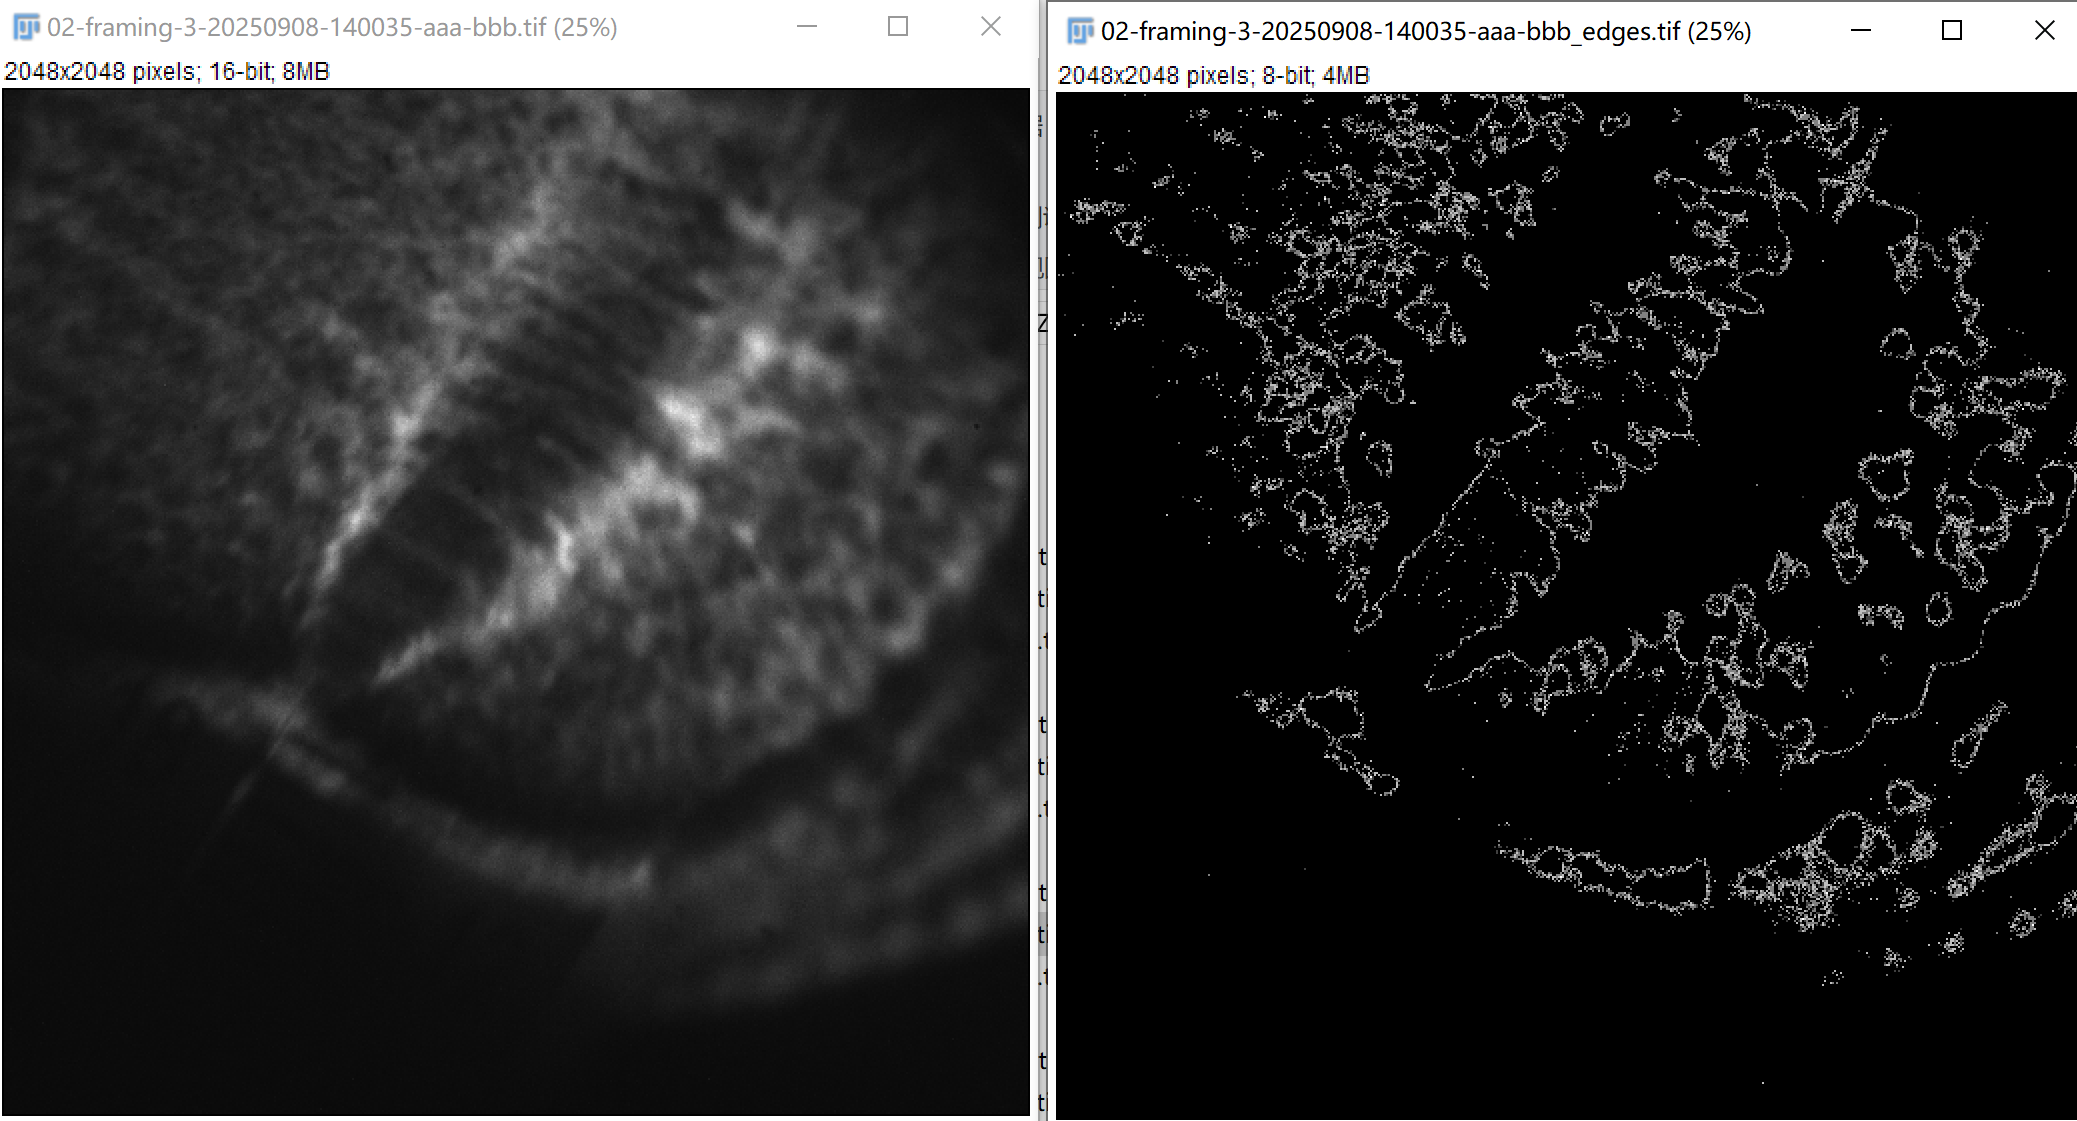 02-framing-3-20250908-140035-aaa-bbb.tif (25%)
2048x2048 pixels; 16-bit; 8MB
02-framing-3-20250908-140035-aaa-bbb_edges.tif (25%)
2048x2048 pixels; 8-bit; 4MB